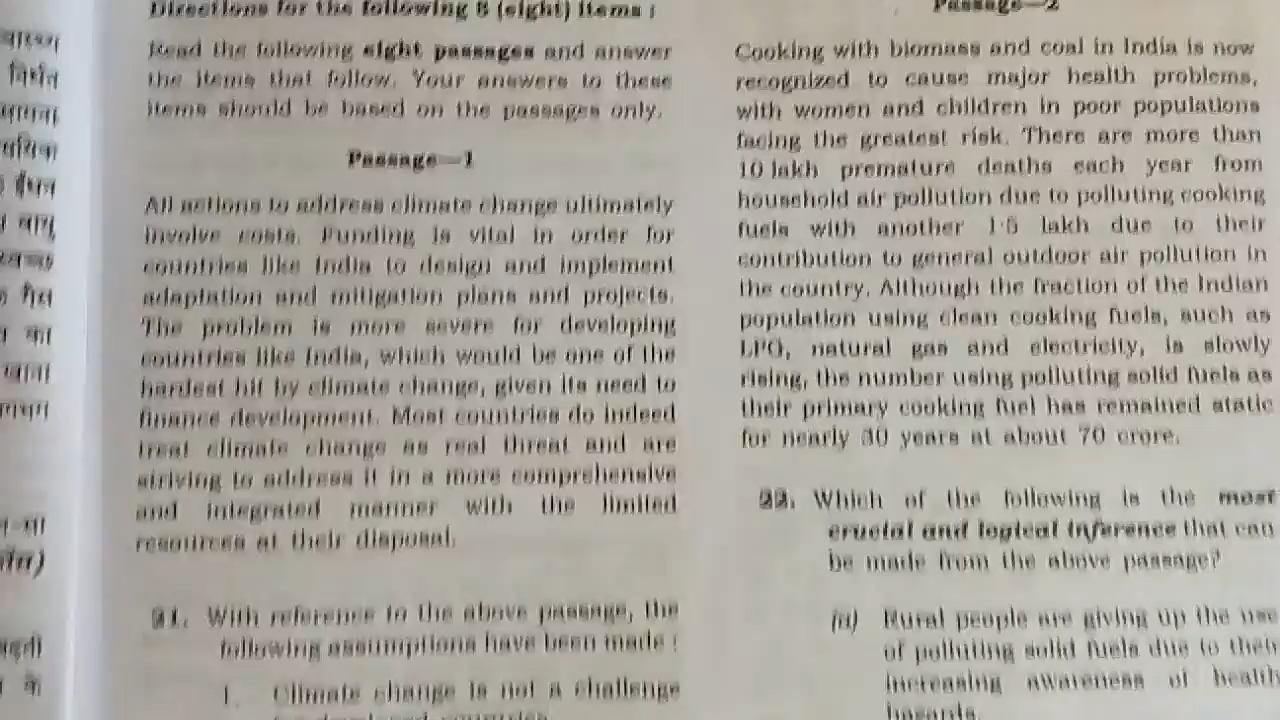 Directions for the following 8 (eight) items :
Read the following eight passages and answer
the items that follow. Your answers to these
items should be based on the passages only.
Passage—1
All actions to address climate change ultimately
involve costs. Funding is vital in order for
countries like India to design and implement
adaptation and mitigation plans and projects.
The problem is more severe for developing
countries like India, which would be one of the
hardest hit by climate change, given its need to
finance development. Most countries do indeed
treat climate change as real threat and are
striving to address it in a more comprehensive
and integrated manner with the limited
resources at their disposal.
21. With reference to the above passage, the
following assumptions have been made :
1. Climate change is not a challenge
for developed countries.
Passage—2
Cooking with biomass and coal in India is now
recognized to cause major health problems,
with women and children in poor populations
facing the greatest risk. There are more than
10 lakh premature deaths each year from
household air pollution due to polluting cooking
fuels with another 1·5 lakh due to their
contribution to general outdoor air pollution in
the country. Although the fraction of the Indian
population using clean cooking fuels, such as
LPG, natural gas and electricity, is slowly
rising, the number using polluting solid fuels as
their primary cooking fuel has remained static
for nearly 30 years at about 70 crore.
22. Which of the following is the most
crucial and logical inference that can
be made from the above passage?
(a) Rural people are giving up the use
of polluting solid fuels due to their
increasing awareness of health
hazards.